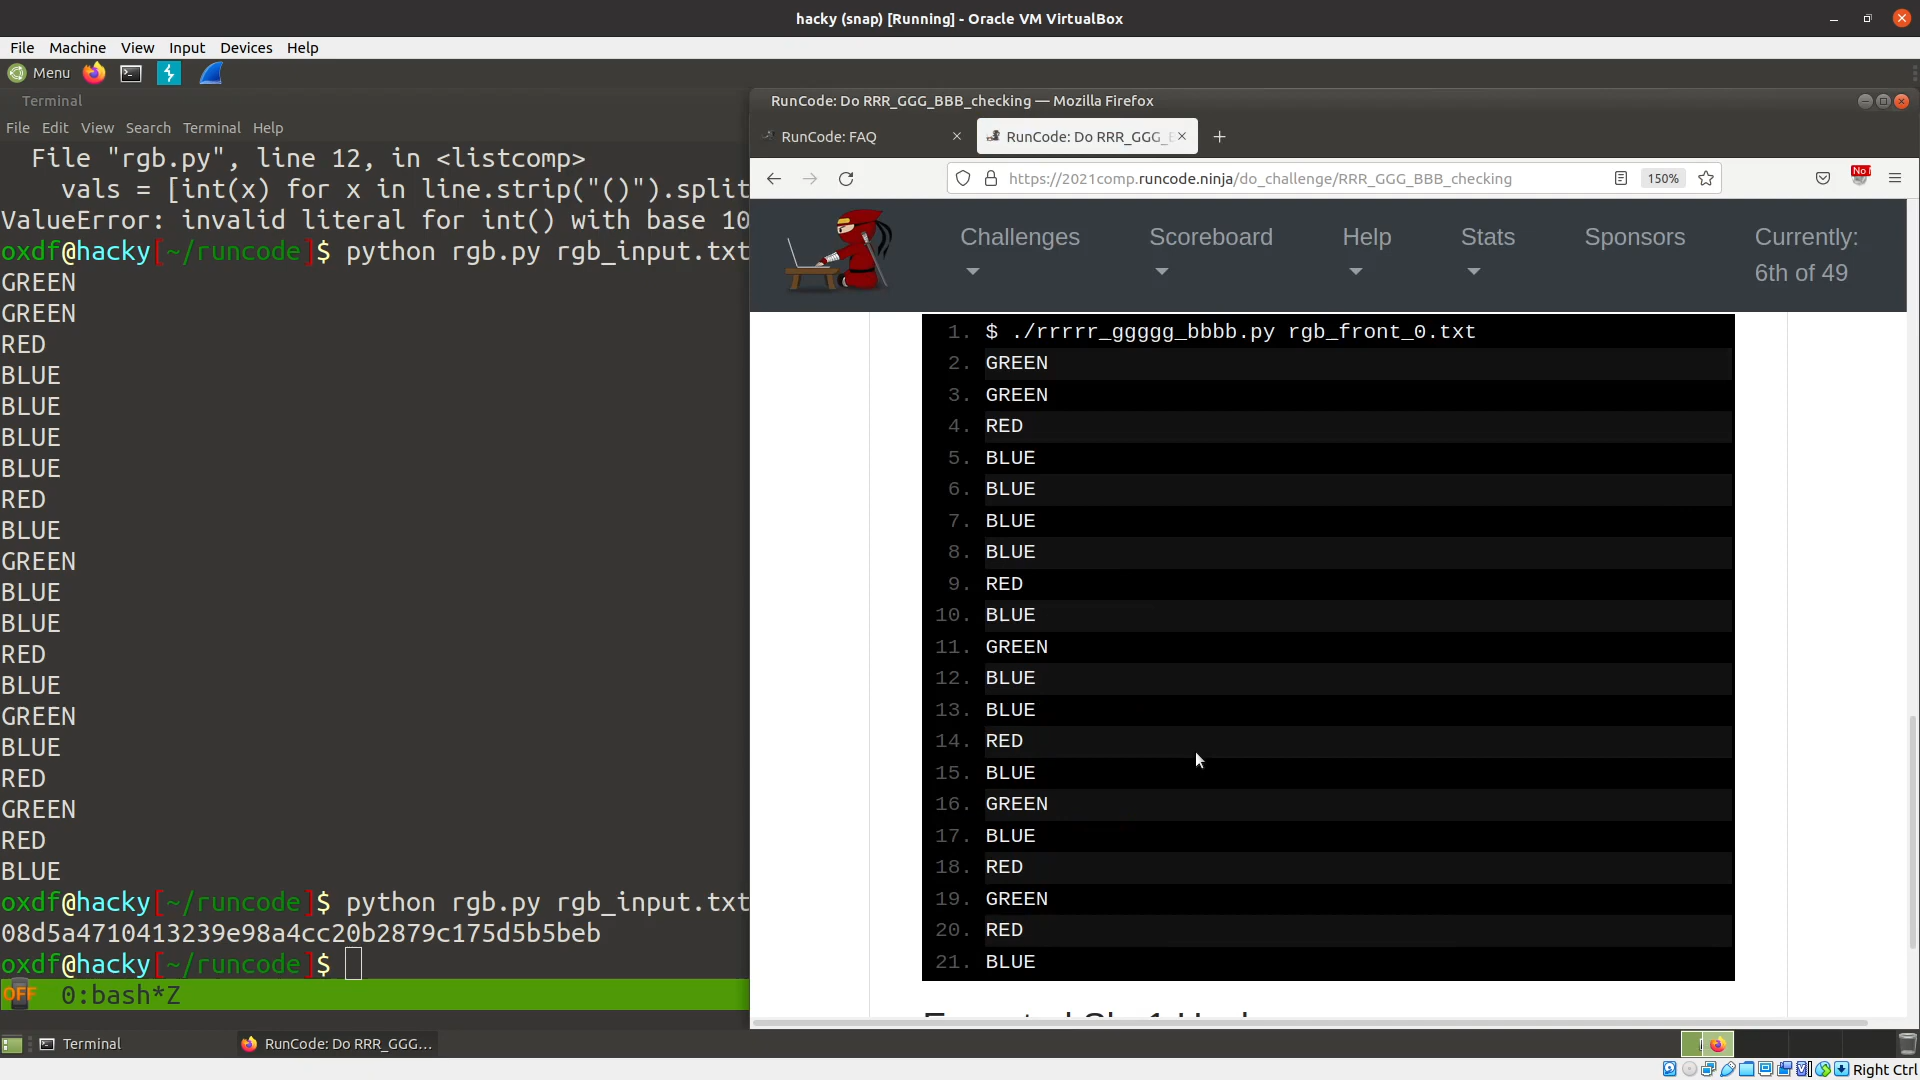 hacky (snap) [Running] - Oracle VM VirtualBox
File Machine View Input Devices Help
Menu
Terminal
File Edit View Search Terminal Help
File "rgb.py", line 12, in <listcomp>
vals = [int(x) for x in line.strip("()").split
ValueError: invalid literal for int() with base 10
oxdf@hacky[~/runcode]$ python rgb.py rgb_input.txt
GREEN
GREEN
RED
BLUE
BLUE
BLUE
BLUE
RED
BLUE
GREEN
BLUE
BLUE
RED
BLUE
GREEN
BLUE
RED
GREEN
RED
BLUE
oxdf@hacky[~/runcode]$ python rgb.py rgb_input.txt
08d5a4710413239e98a4cc20b2879c175d5b5beb
oxdf@hacky[~/runcode]$
OFF 0:bash*Z
RunCode: Do RRR_GGG_BBB_checking — Mozilla Firefox
RunCode: FAQ
RunCode: Do RRR_GGG_
https://2021comp.runcode.ninja/do_challenge/RRR_GGG_BBB_checking
150%
Challenges Scoreboard Help Stats Sponsors Currently:
6th of 49
1. $ ./rrrrr_ggggg_bbbb.py rgb_front_0.txt
2. GREEN
3. GREEN
4. RED
5. BLUE
6. BLUE
7. BLUE
8. BLUE
9. RED
10. BLUE
11. GREEN
12. BLUE
13. BLUE
14. RED
15. BLUE
16. GREEN
17. BLUE
18. RED
19. GREEN
20. RED
21. BLUE
Terminal
RunCode: Do RRR_GGG...
Right Ctrl